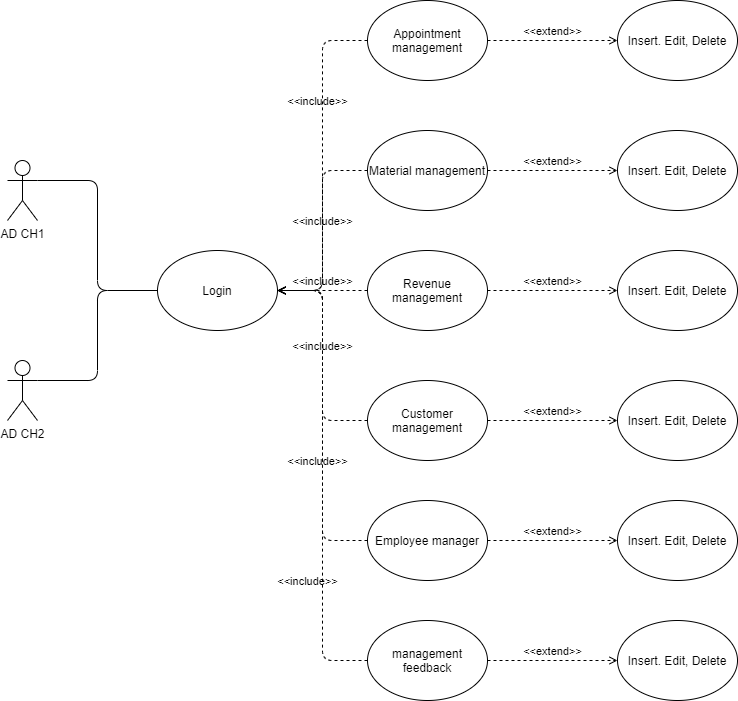 Appointment
management
<<extend>>
Insert. Edit, Delete
<<include>>
Material management
<<extend>>
Insert. Edit, Delete
AD CH1
<<include>>
Login
<<include>>
Revenue
management
<<extend>>
Insert. Edit, Delete
<<include>>
AD CH2
Customer
management
<<extend>>
Insert. Edit, Delete
<<include>>
Employee manager
<<extend>>
Insert. Edit, Delete
<<include>>
management
feedback
<<extend>>
Insert. Edit, Delete